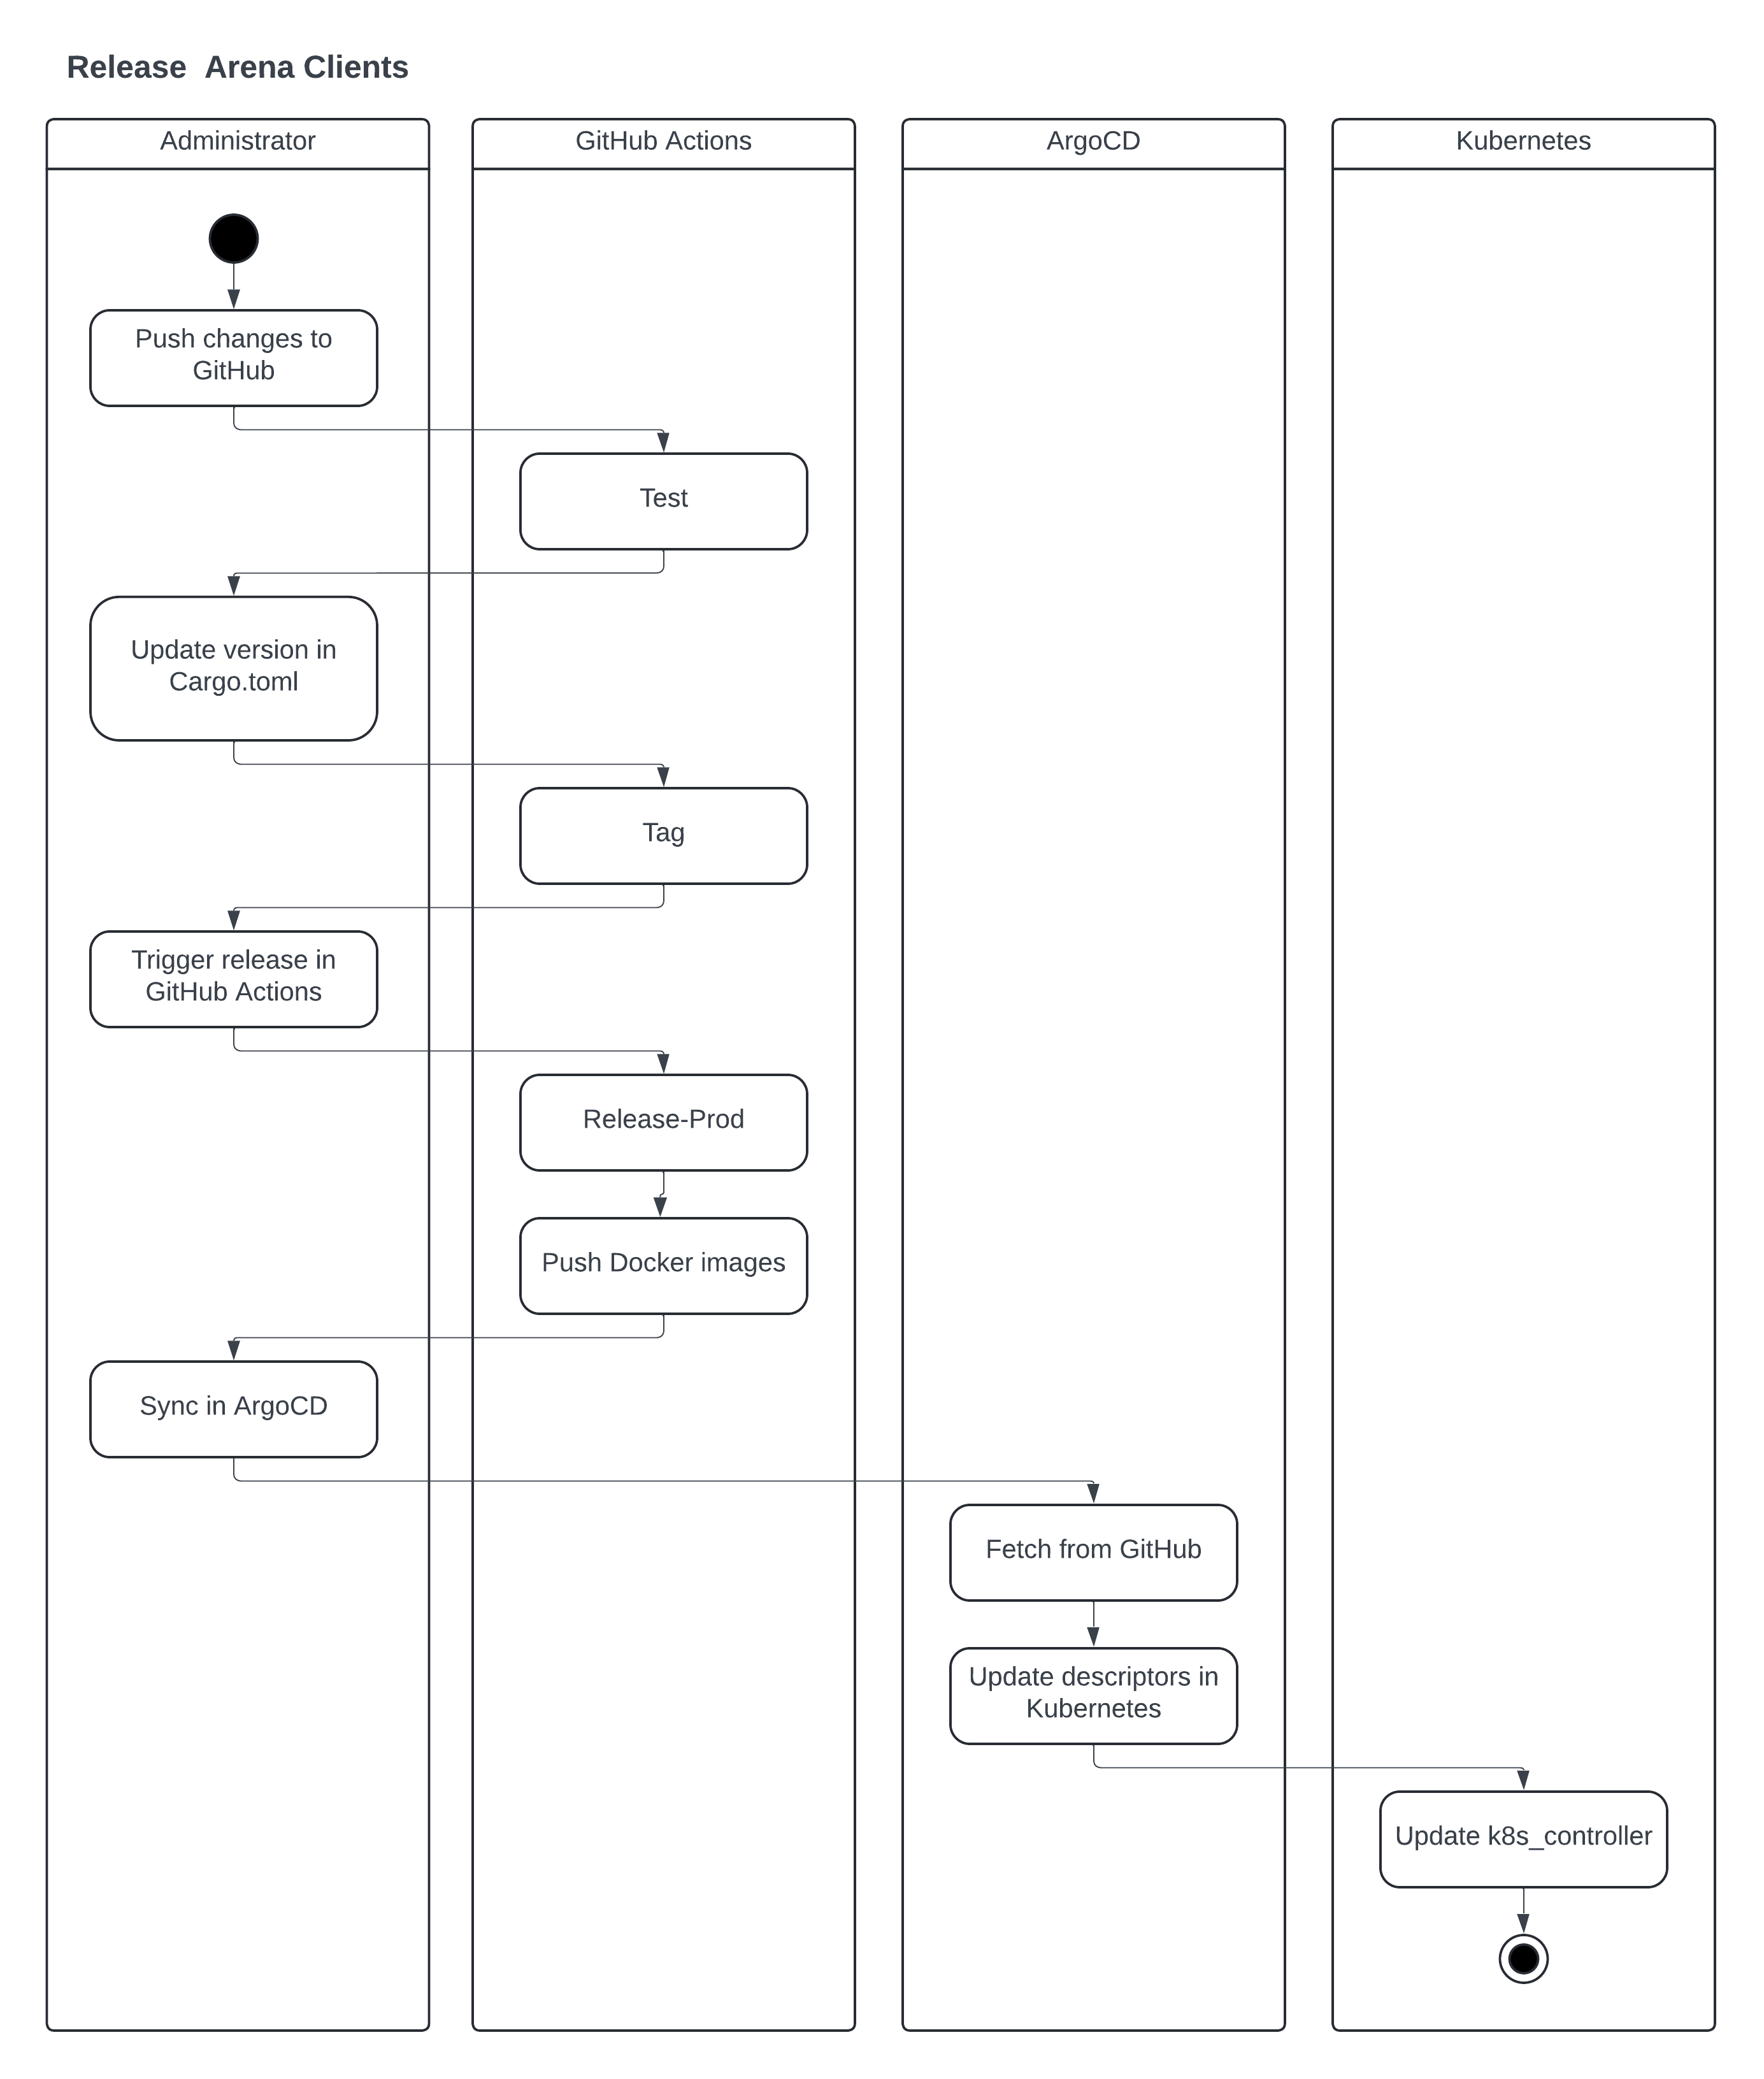 Release  Arena Clients
Administrator
GitHub Actions
ArgoCD
Kubernetes
Push changes to
GitHub
Test
Update version in
Cargo.toml
Tag
Trigger release in
GitHub Actions
Release-Prod
Push Docker images
Sync in ArgoCD
Fetch from GitHub
Update descriptors in
Kubernetes
Update k8s_controller